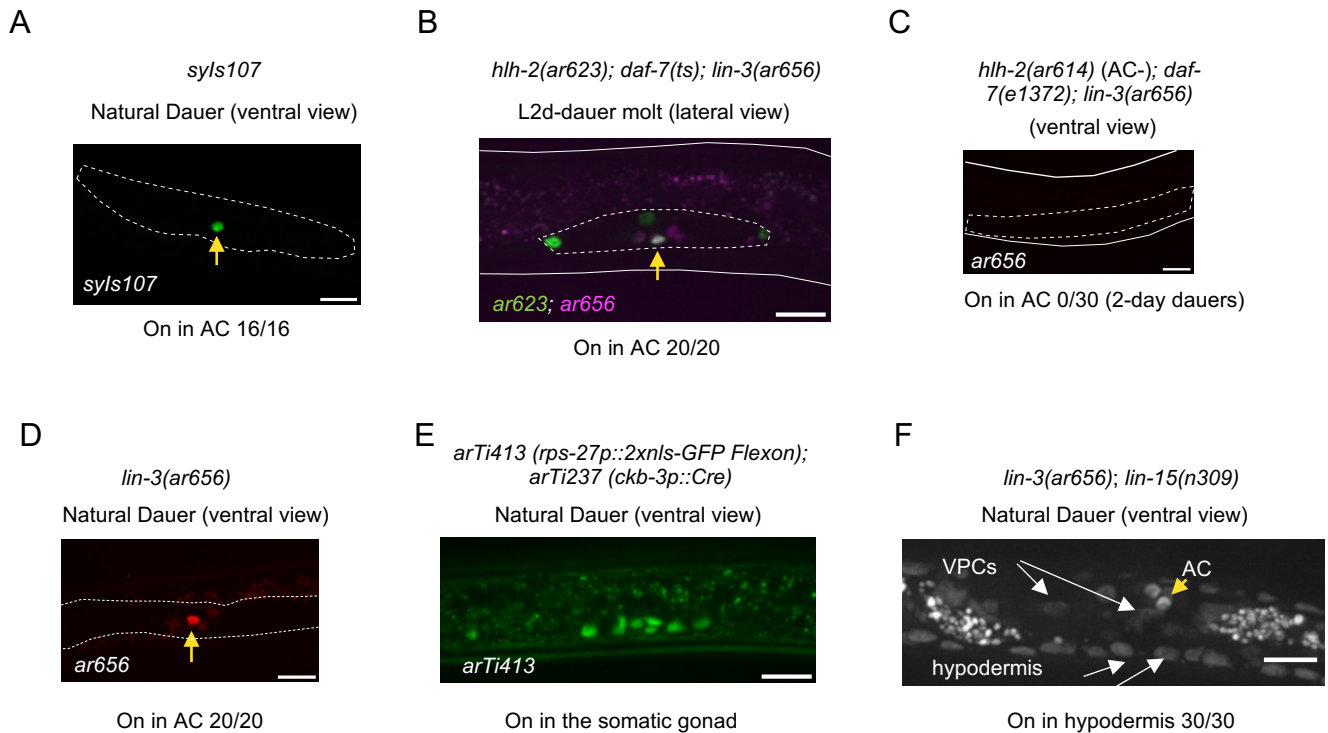 A
syIs107
Natural Dauer (ventral view)
syIs107
On in AC 16/16
B
hlh-2(ar623); daf-7(ts); lin-3(ar656)
L2d-dauer molt (lateral view)
ar623; ar656
On in AC 20/20
C
hlh-2(ar614) (AC-); daf-
7(e1372); lin-3(ar656)
(ventral view)
ar656
On in AC 0/30 (2-day dauers)
D
lin-3(ar656)
Natural Dauer (ventral view)
ar656
On in AC 20/20
E
arTi413 (rps-27p::2xnls-GFP Flexon);
arTi237 (ckb-3p::Cre)
Natural Dauer (ventral view)
arTi413
On in the somatic gonad
F
lin-3(ar656); lin-15(n309)
Natural Dauer (ventral view)
VPCs
AC
hypodermis
On in hypodermis 30/30